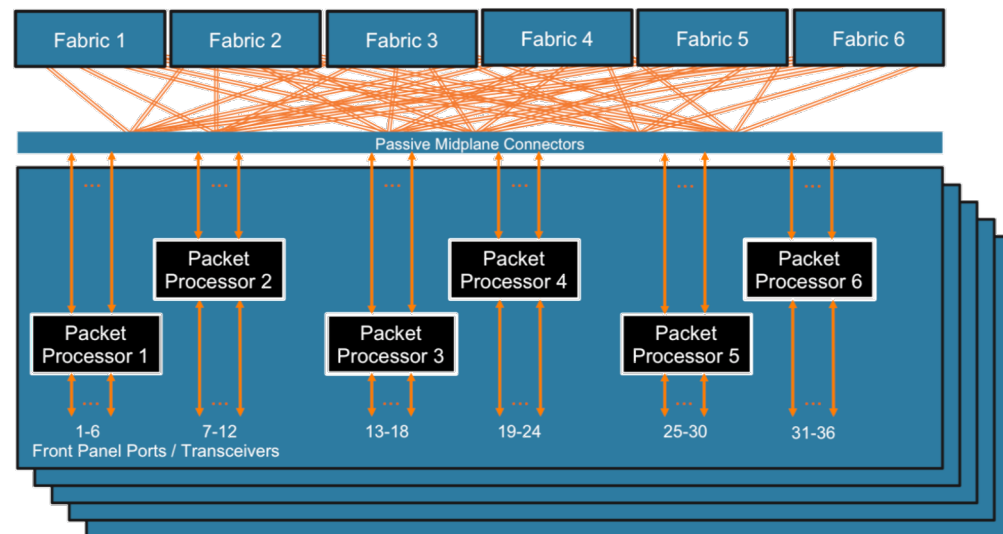 Fabric 1
Fabric 2
Fabric 3
Fabric 4
Fabric 5
Fabric 6
Passive Midplane Connectors
...
...
...
...
...
...
Packet
Processor 2
Packet
Processor 4
Packet
Processor 6
Packet
Processor 1
Packet
Processor 3
Packet
Processor 5
...
...
...
...
...
...
1-6
7-12
13-18
19-24
25-30
31-36
Front Panel Ports / Transceivers